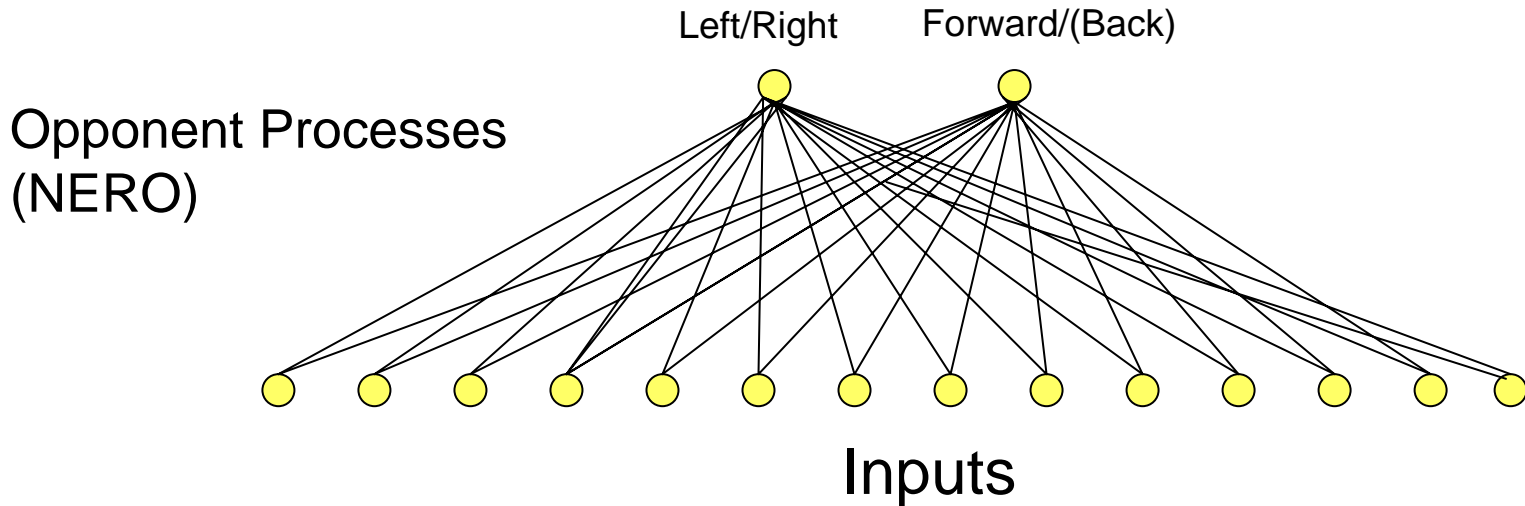 Left/Right
Forward/(Back)
Opponent Processes
(NERO)
Inputs